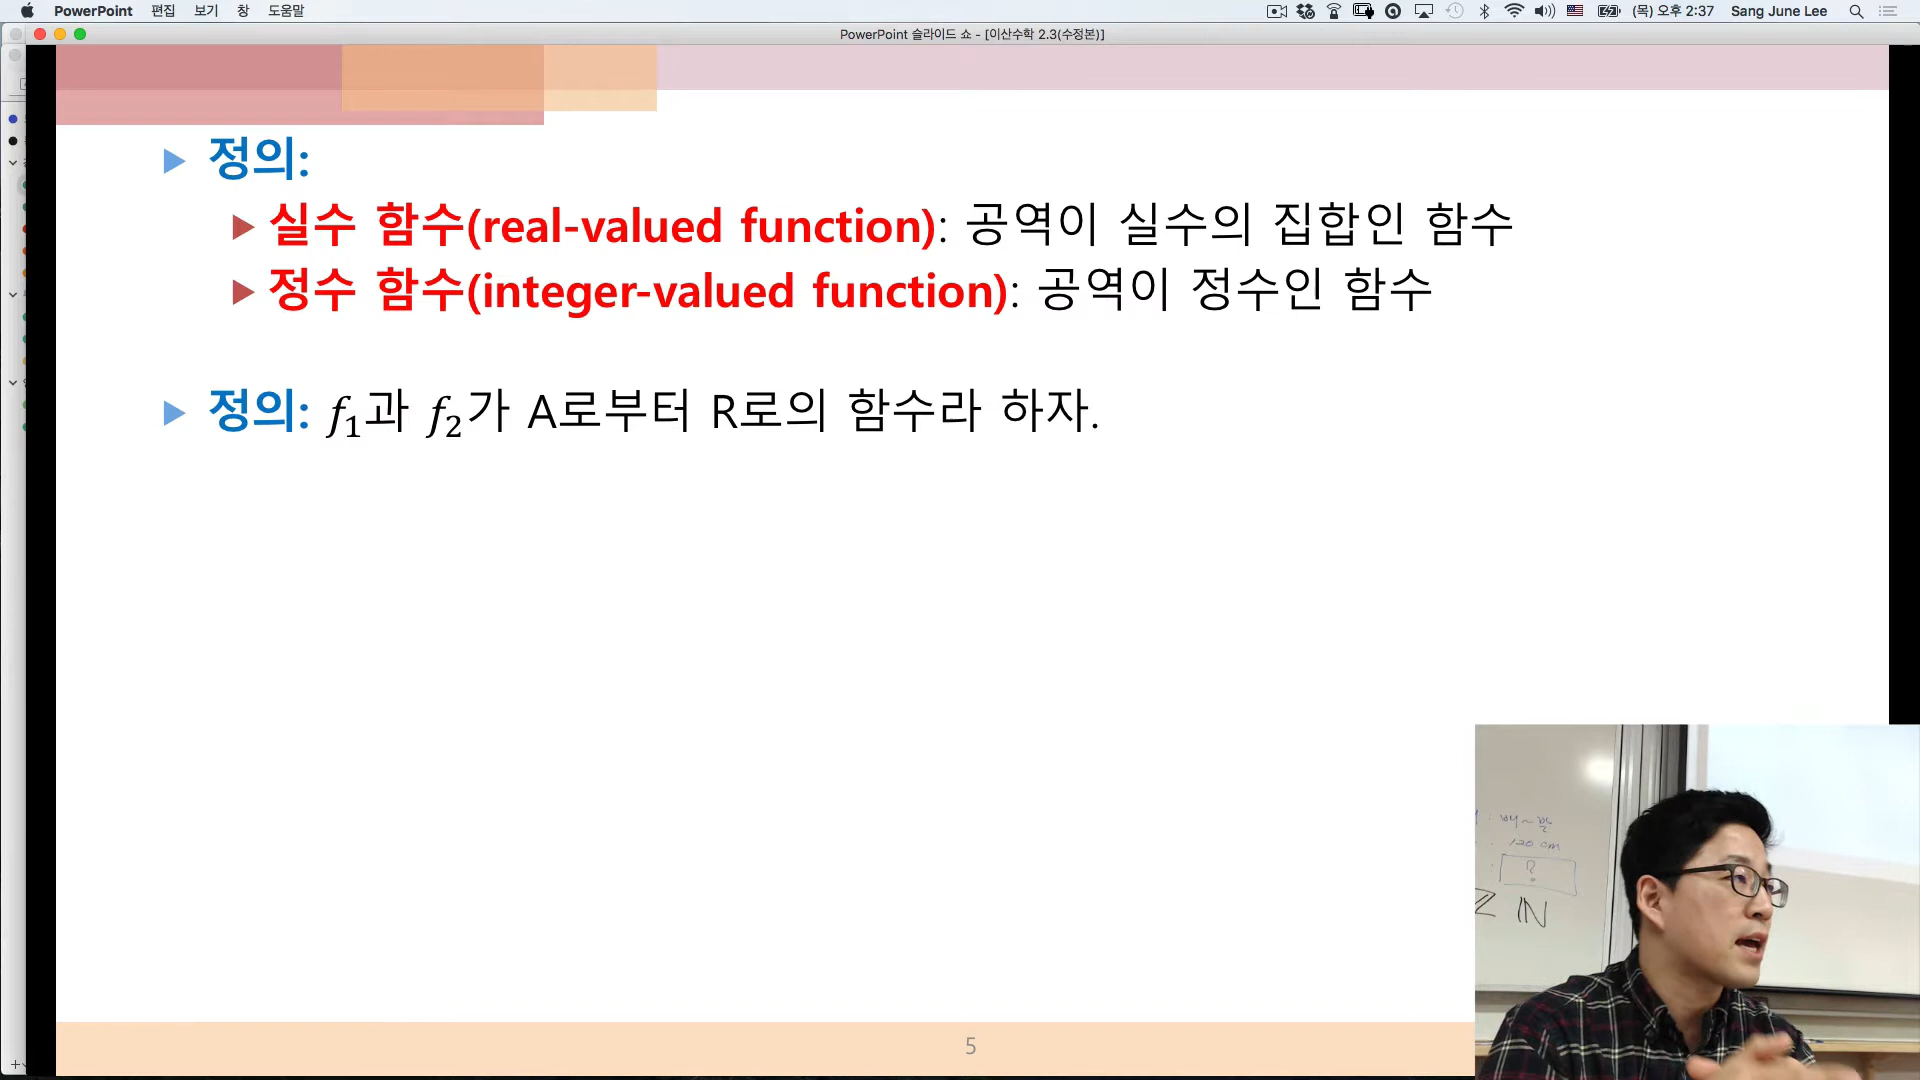 PowerPoint 편집 보기 창 도움말 (목) 오후 2:37 Sang June Lee
PowerPoint 슬라이드 쇼 - [이산수학 2.3(수정본)]
정의:
실수 함수(real-valued function): 공역이 실수의 집합인 함수
정수 함수(integer-valued function): 공역이 정수인 함수
정의: f₁과 f₂가 A로부터 R로의 함수라 하자.
120 cm
?
ℤ ℕ
5